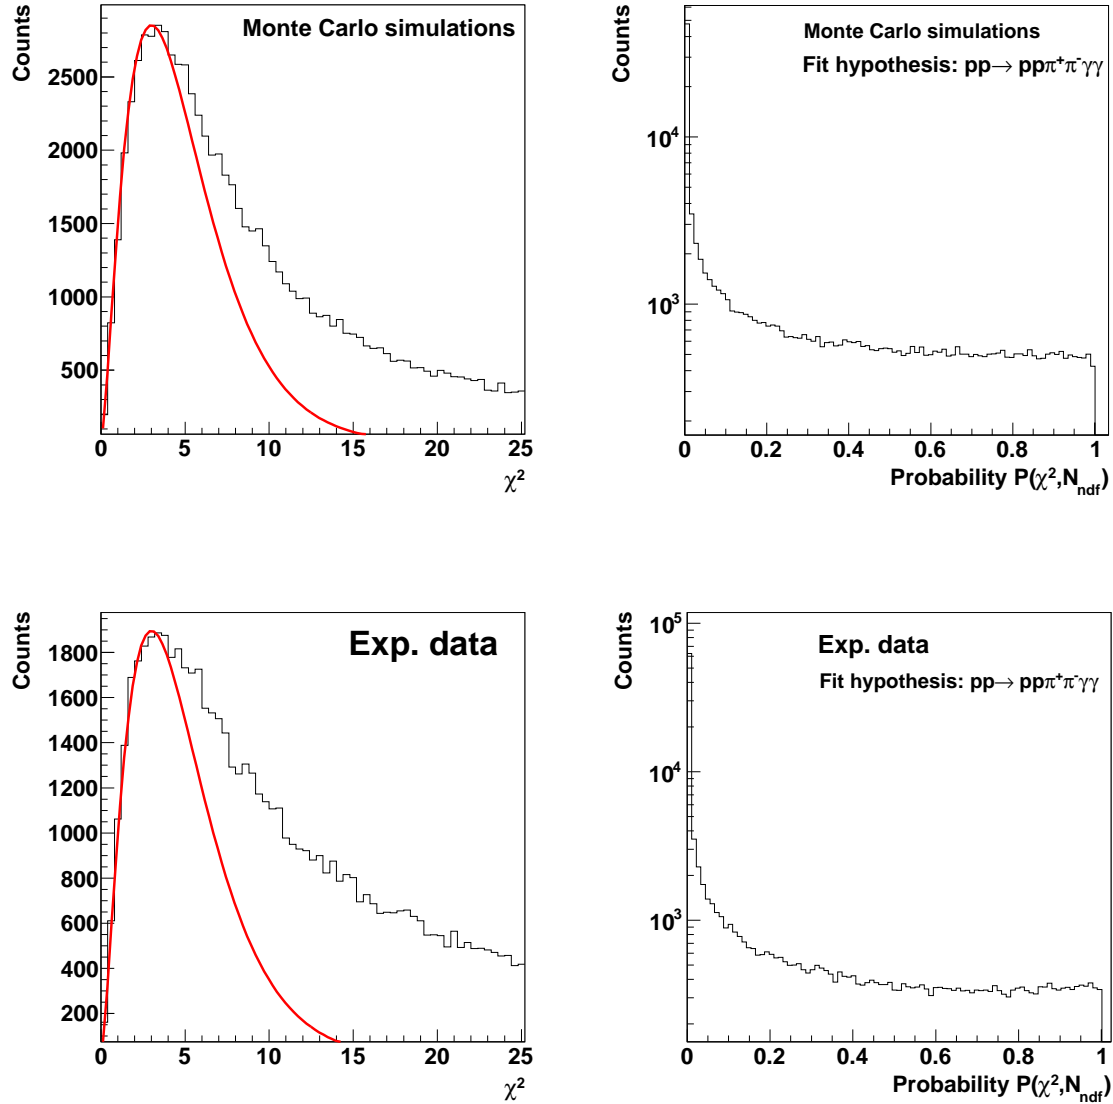 Counts
Monte Carlo simulations
2500
2000
1500
1000
500
0 5 10 15 20 25
χ²
Counts
Monte Carlo simulations
Fit hypothesis: pp→ ppπ⁺π⁻γγ
10⁴
10³
0 0.2 0.4 0.6 0.8 1
Probability P(χ²,N_ndf)
Counts
Exp. data
1800
1600
1400
1200
1000
800
600
400
200
0 5 10 15 20 25
χ²
Counts
10⁵
Exp. data
Fit hypothesis: pp→ ppπ⁺π⁻γγ
10⁴
10³
0 0.2 0.4 0.6 0.8 1
Probability P(χ²,N_ndf)